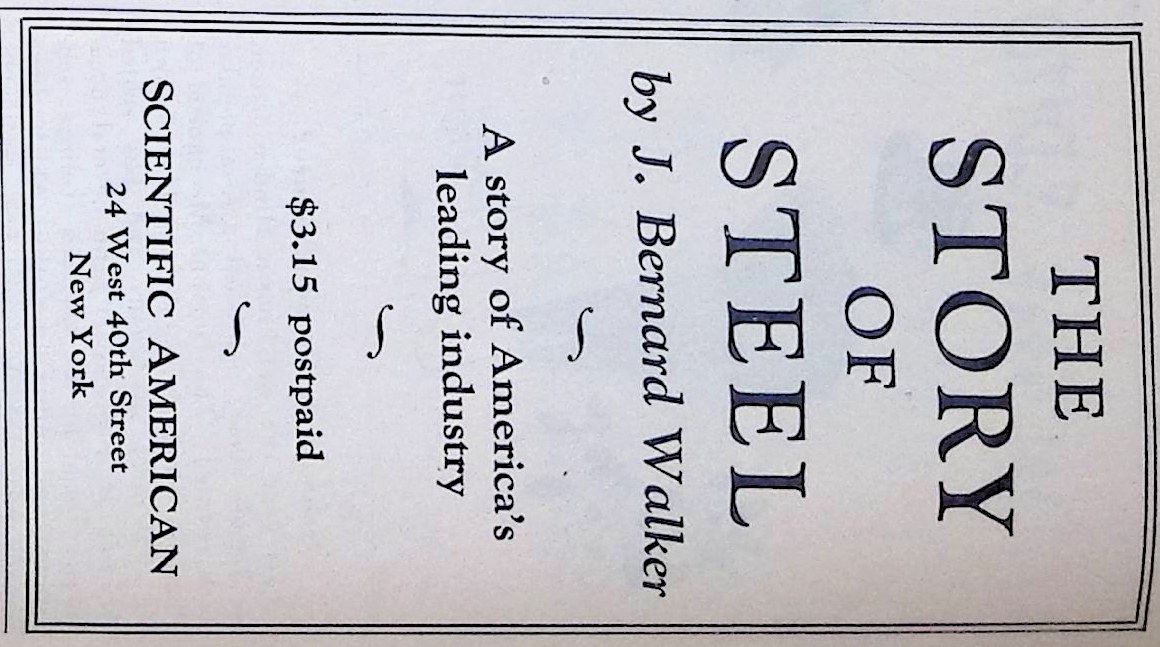 THE
STORY
OF
STEEL
by J. Bernard Walker
A story of America's
leading industry
$3.15 postpaid
SCIENTIFIC AMERICAN
24 West 40th Street
New York